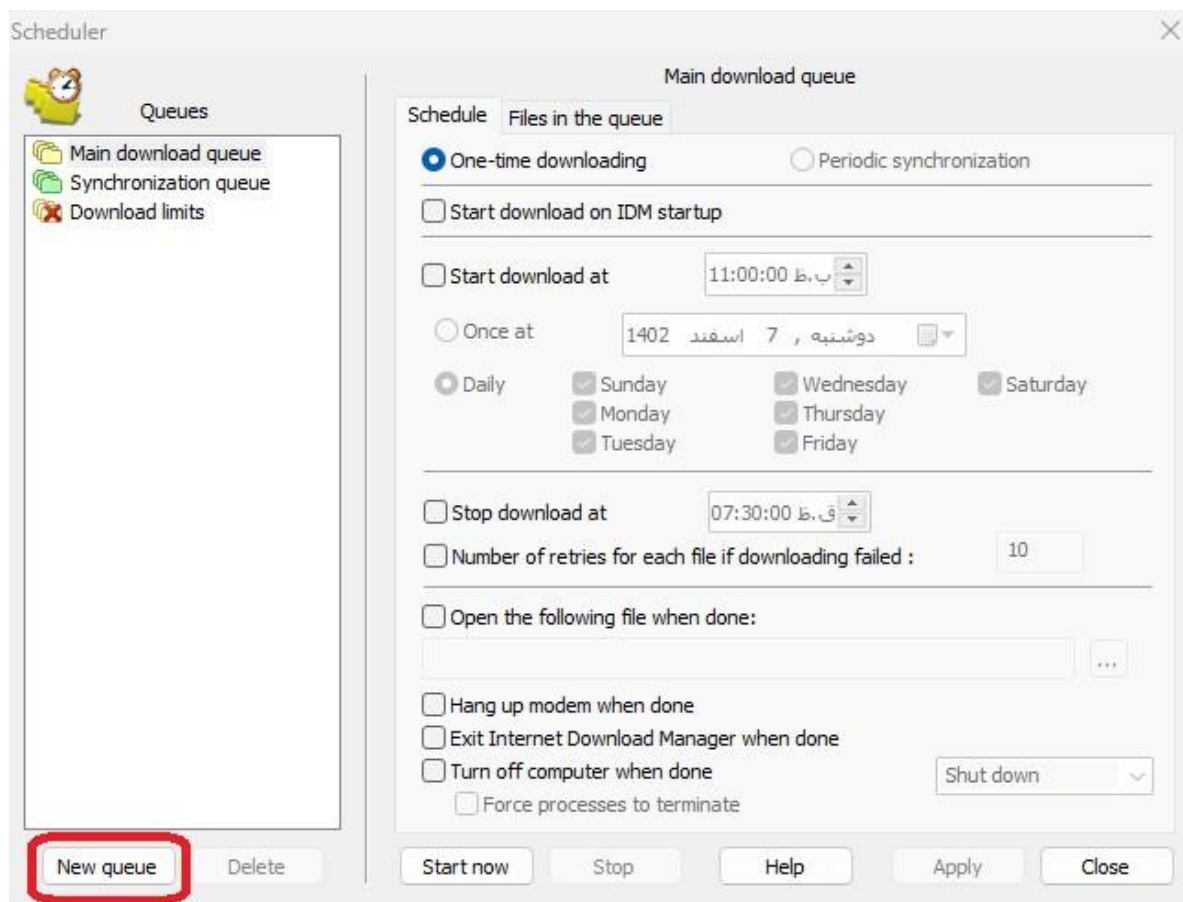 Scheduler
Queues
Main download queue
Synchronization queue
Download limits
New queue
Delete
Main download queue
Schedule
Files in the queue
One-time downloading
Periodic synchronization
Start download on IDM startup
Start download at
11:00:00 ب.ظ
Once at
دوشنبه , 7 اسفند 1402
Daily
Sunday
Wednesday
Saturday
Monday
Thursday
Tuesday
Friday
Stop download at
07:30:00 ق.ظ
Number of retries for each file if downloading failed :
10
Open the following file when done:
...
Hang up modem when done
Exit Internet Download Manager when done
Turn off computer when done
Shut down
Force processes to terminate
Start now
Stop
Help
Apply
Close